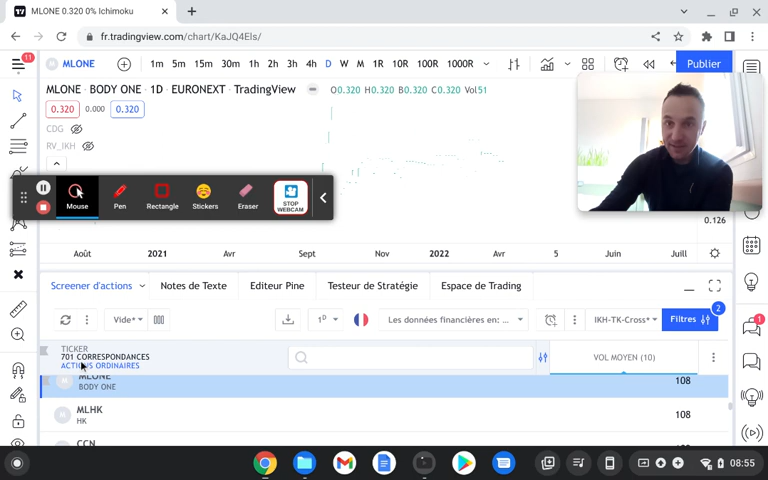 MLONE 0.320 0% Ichimoku
fr.tradingview.com/chart/KaJQ4EIs/
11
MLONE
1m 5m 15m 30m 1h 2h 3h 4h D W M 1R 10R 100R 1000R
Publier
MLONE · BODY ONE · 1D · EURONEXT · TradingView
O0.320 H0.320 B0.320 C0.320 Vol51
0.320 0.000 0.320
CDG
RV_IKH
Mouse Pen Rectangle Stickers Eraser STOP WEBCAM
0.126
Août 2021 Avr Sept Nov 2022 Avr 5 Juin Juill
Screener d'actions Notes de Texte Editeur Pine Testeur de Stratégie Espace de Trading
Vide* 1D Les données financières en: ... IKH-TK-Cross* Filtres 2
1
TICKER
701 CORRESPONDANCES
ACTIONS ORDINAIRES
VOL MOYEN (10)
MLONE
BODY ONE
108
MLHK
HK
108
CCN
08:55